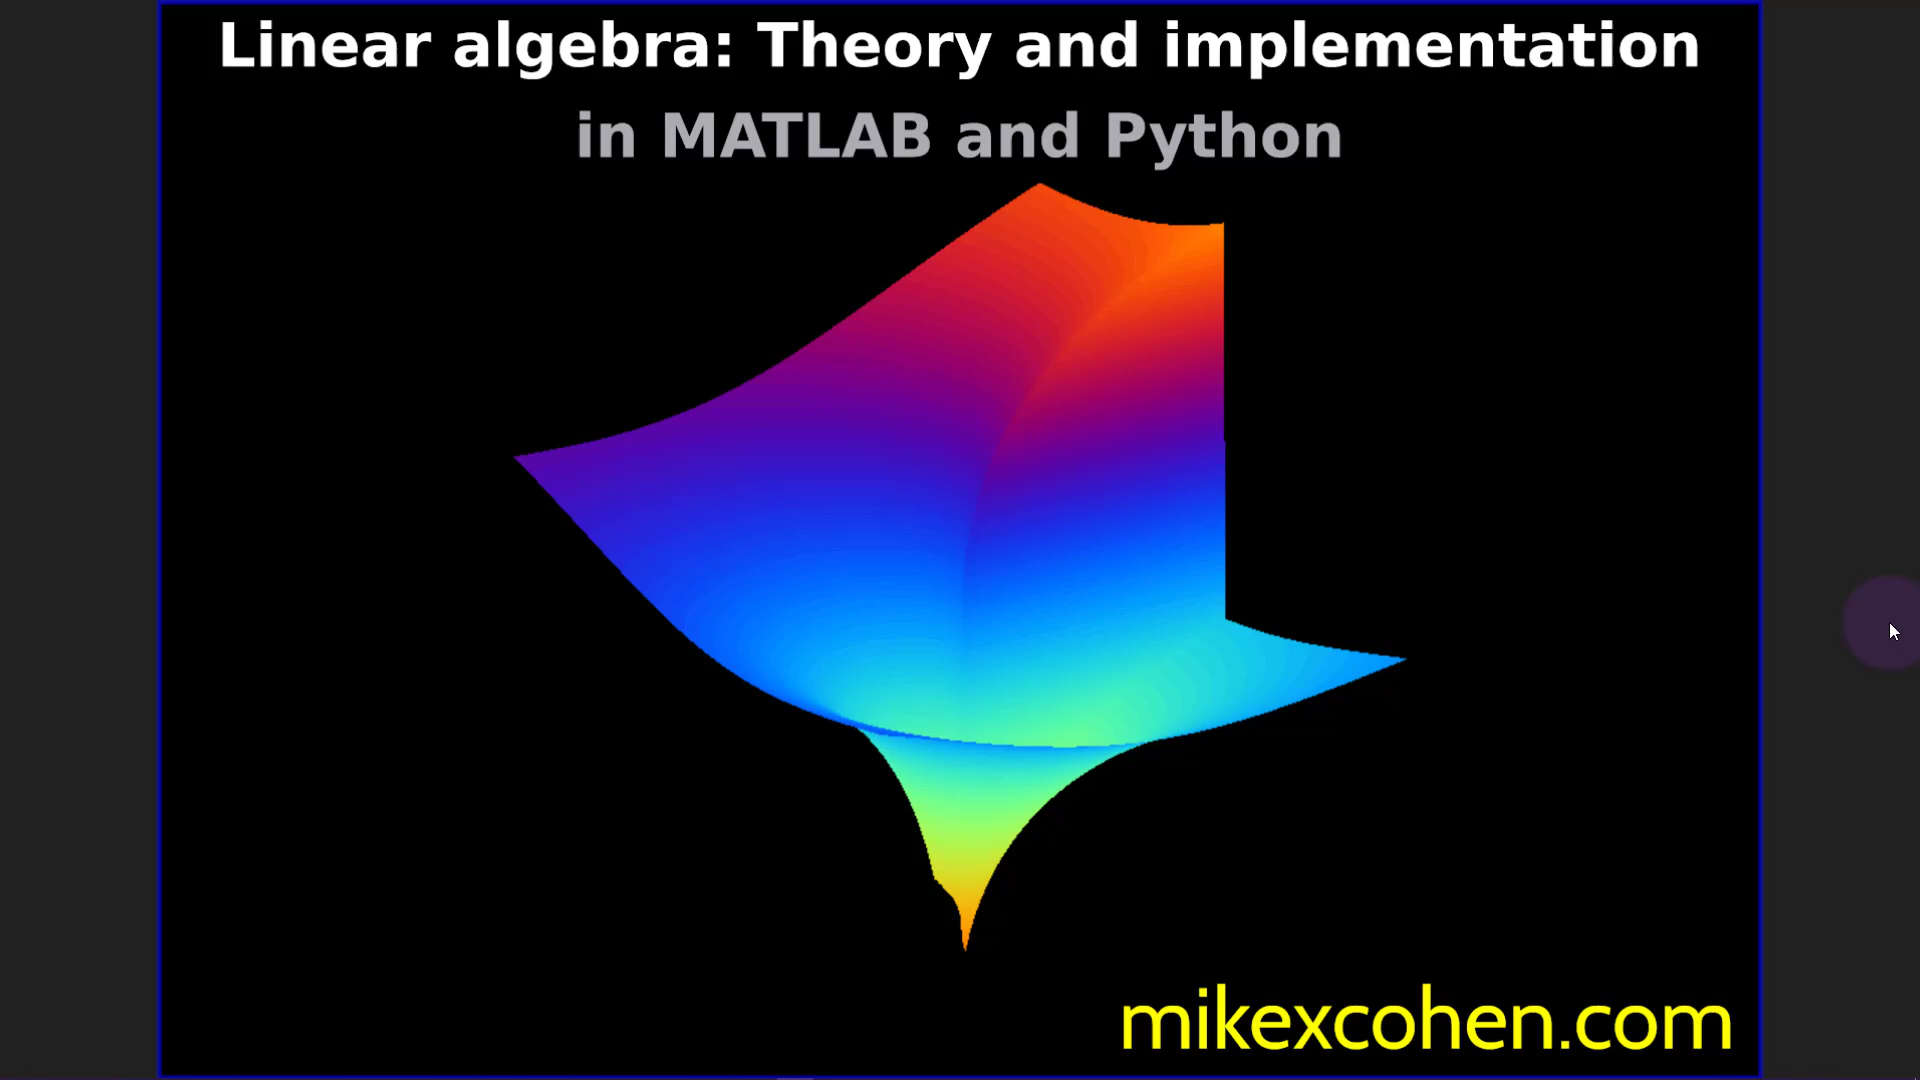 Linear algebra: Theory and implementation
in MATLAB and Python
mikexcohen.com